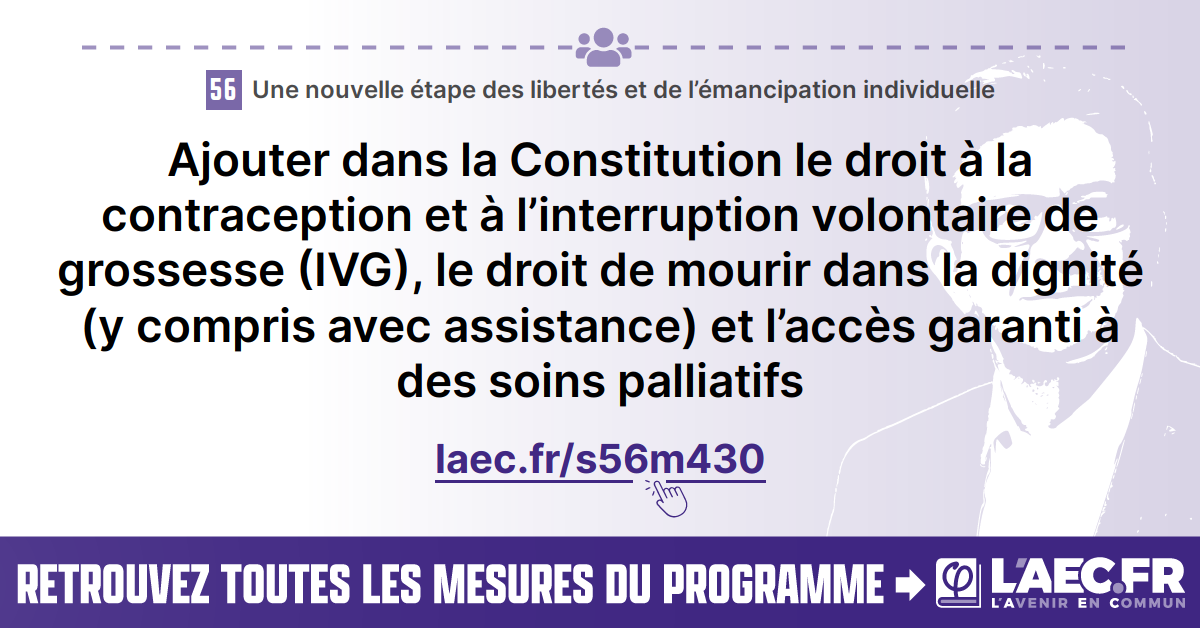 56 Une nouvelle étape des libertés et de l’émancipation individuelle
Ajouter dans la Constitution le droit à la
contraception et à l’interruption volontaire de
grossesse (IVG), le droit de mourir dans la dignité
(y compris avec assistance) et l’accès garanti à
des soins palliatifs
laec.fr/s56m430
RETROUVEZ TOUTES LES MESURES DU PROGRAMME
L'AEC.FR
L'AVENIR EN COMMUN